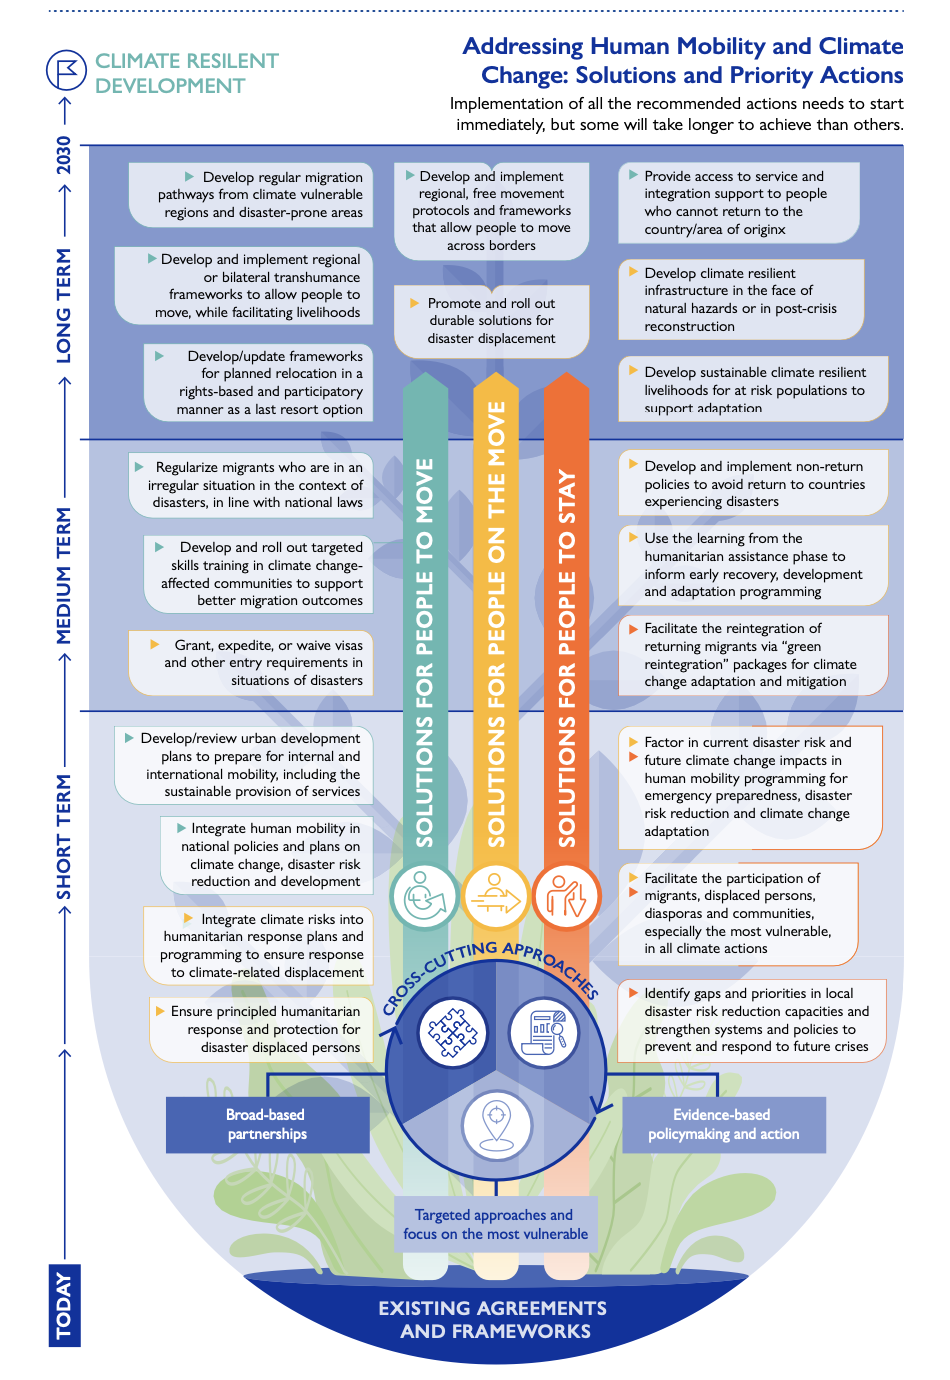 CLIMATE RESILENT
DEVELOPMENT
Addressing Human Mobility and Climate
Change: Solutions and Priority Actions
Implementation of all the recommended actions needs to start
immediately, but some will take longer to achieve than others.
2030
LONG TERM
Develop regular migration
pathways from climate vulnerable
regions and disaster-prone areas
Develop and implement regional
or bilateral transhumance
frameworks to allow people to
move, while facilitating livelihoods
Develop/update frameworks
for planned relocation in a
rights-based and participatory
manner as a last resort option
Develop and implement
regional, free movement
protocols and frameworks
that allow people to move
across borders
Promote and roll out
durable solutions for
disaster displacement
Provide access to service and
integration support to people
who cannot return to the
country/area of originx
Develop climate resilient
infrastructure in the face of
natural hazards or in post-crisis
reconstruction
Develop sustainable climate resilient
livelihoods for at risk populations to
support adaptation
MEDIUM TERM
Regularize migrants who are in an
irregular situation in the context of
disasters, in line with national laws
Develop and roll out targeted
skills training in climate change-
affected communities to support
better migration outcomes
Grant, expedite, or waive visas
and other entry requirements in
situations of disasters
SOLUTIONS FOR PEOPLE TO MOVE
SOLUTIONS FOR PEOPLE ON THE MOVE
SOLUTIONS FOR PEOPLE TO STAY
Develop and implement non-return
policies to avoid return to countries
experiencing disasters
Use the learning from the
humanitarian assistance phase to
inform early recovery, development
and adaptation programming
Facilitate the reintegration of
returning migrants via “green
reintegration” packages for climate
change adaptation and mitigation
SHORT TERM
Develop/review urban development
plans to prepare for internal and
international mobility, including the
sustainable provision of services
Integrate human mobility in
national policies and plans on
climate change, disaster risk
reduction and development
Integrate climate risks into
humanitarian response plans and
programming to ensure response
to climate-related displacement
Ensure principled humanitarian
response and protection for
disaster displaced persons
Factor in current disaster risk and
future climate change impacts in
human mobility programming for
emergency preparedness, disaster
risk reduction and climate change
adaptation
Facilitate the participation of
migrants, displaced persons,
diasporas and communities,
especially the most vulnerable,
in all climate actions
Identify gaps and priorities in local
disaster risk reduction capacities and
strengthen systems and policies to
prevent and respond to future crises
CROSS-CUTTING APPROACHES
Broad-based
partnerships
Evidence-based
policymaking and action
Targeted approaches and
focus on the most vulnerable
TODAY
EXISTING AGREEMENTS
AND FRAMEWORKS